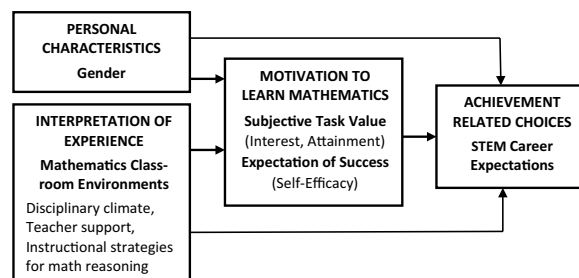 PERSONAL
CHARACTERISTICS
Gender
INTERPRETATION OF
EXPERIENCE
Mathematics Class-
room Environments
Disciplinary climate,
Teacher support,
Instructional strategies
for math reasoning
MOTIVATION TO
LEARN MATHEMATICS
Subjective Task Value
(Interest, Attainment)
Expectation of Success
(Self-Efficacy)
ACHIEVEMENT
RELATED CHOICES
STEM Career
Expectations